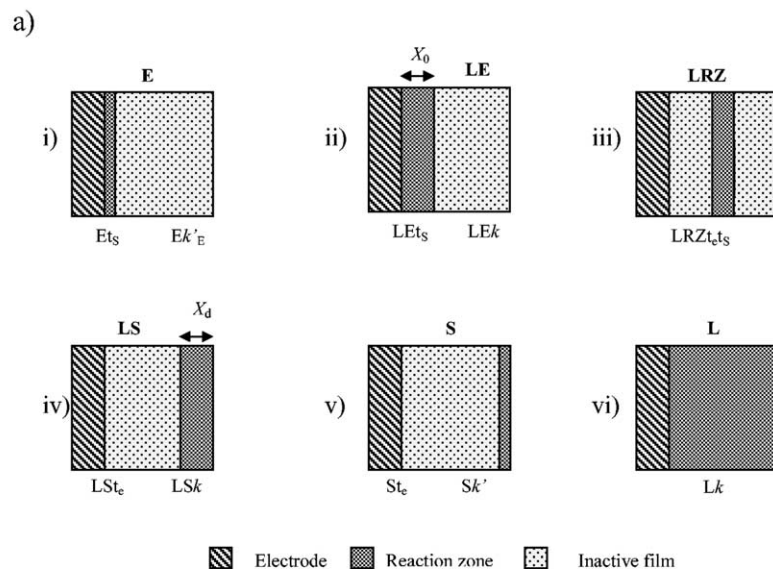 a)
E
i)
Et_S Ek'_E
X_0
LE
ii)
LEt_S LEk
LRZ
iii)
LRZt_et_S
X_d
LS
iv)
LSt_e LSk
S
v)
St_e Sk'
L
vi)
Lk
Electrode Reaction zone Inactive film